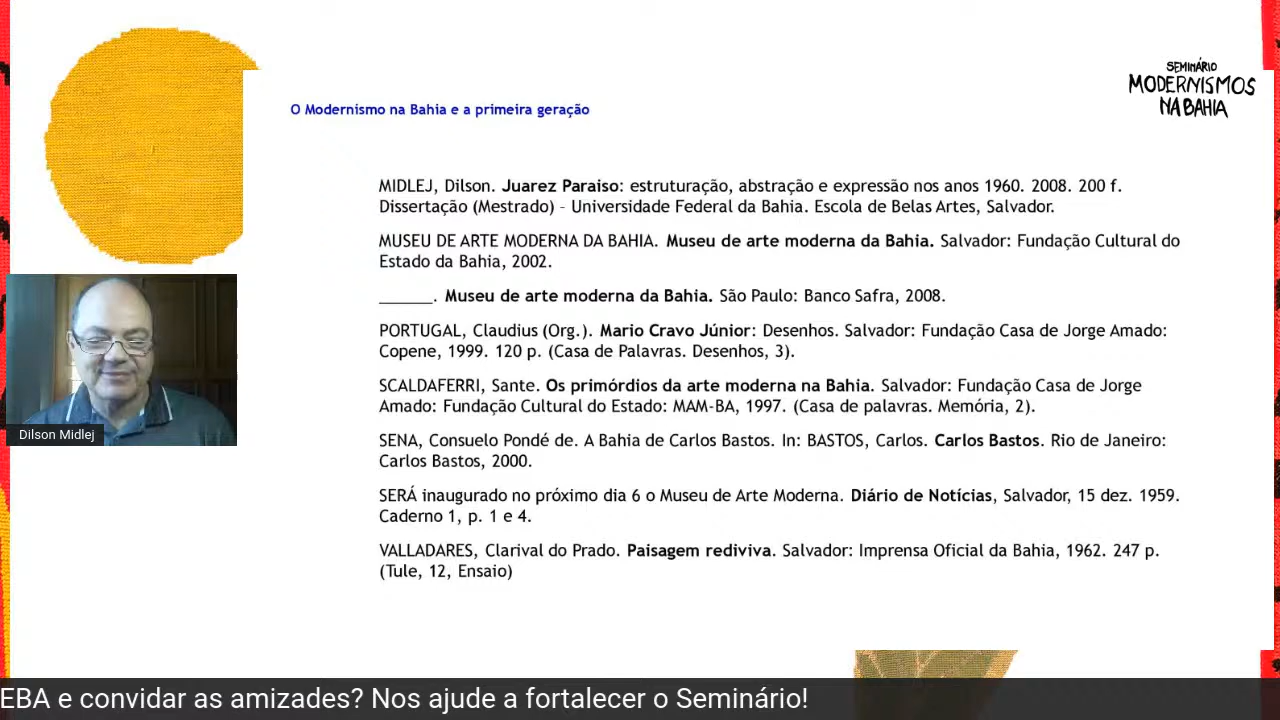 SEMINÁRIO
MODERNISMOS
NA BAHIA
O Modernismo na Bahia e a primeira geração
MIDLEJ, Dilson. Juarez Paraiso: estruturação, abstração e expressão nos anos 1960. 2008. 200 f.
Dissertação (Mestrado) – Universidade Federal da Bahia. Escola de Belas Artes, Salvador.
MUSEU DE ARTE MODERNA DA BAHIA. Museu de arte moderna da Bahia. Salvador: Fundação Cultural do
Estado da Bahia, 2002.
______. Museu de arte moderna da Bahia. São Paulo: Banco Safra, 2008.
PORTUGAL, Claudius (Org.). Mario Cravo Júnior: Desenhos. Salvador: Fundação Casa de Jorge Amado:
Copene, 1999. 120 p. (Casa de Palavras. Desenhos, 3).
SCALDAFERRI, Sante. Os primórdios da arte moderna na Bahia. Salvador: Fundação Casa de Jorge
Amado: Fundação Cultural do Estado: MAM-BA, 1997. (Casa de palavras. Memória, 2).
SENA, Consuelo Pondé de. A Bahia de Carlos Bastos. In: BASTOS, Carlos. Carlos Bastos. Rio de Janeiro:
Carlos Bastos, 2000.
SERÁ inaugurado no próximo dia 6 o Museu de Arte Moderna. Diário de Notícias, Salvador, 15 dez. 1959.
Caderno 1, p. 1 e 4.
VALLADARES, Clarival do Prado. Paisagem rediviva. Salvador: Imprensa Oficial da Bahia, 1962. 247 p.
(Tule, 12, Ensaio)
Dilson Midlej
EBA e convidar as amizades? Nos ajude a fortalecer o Seminário!